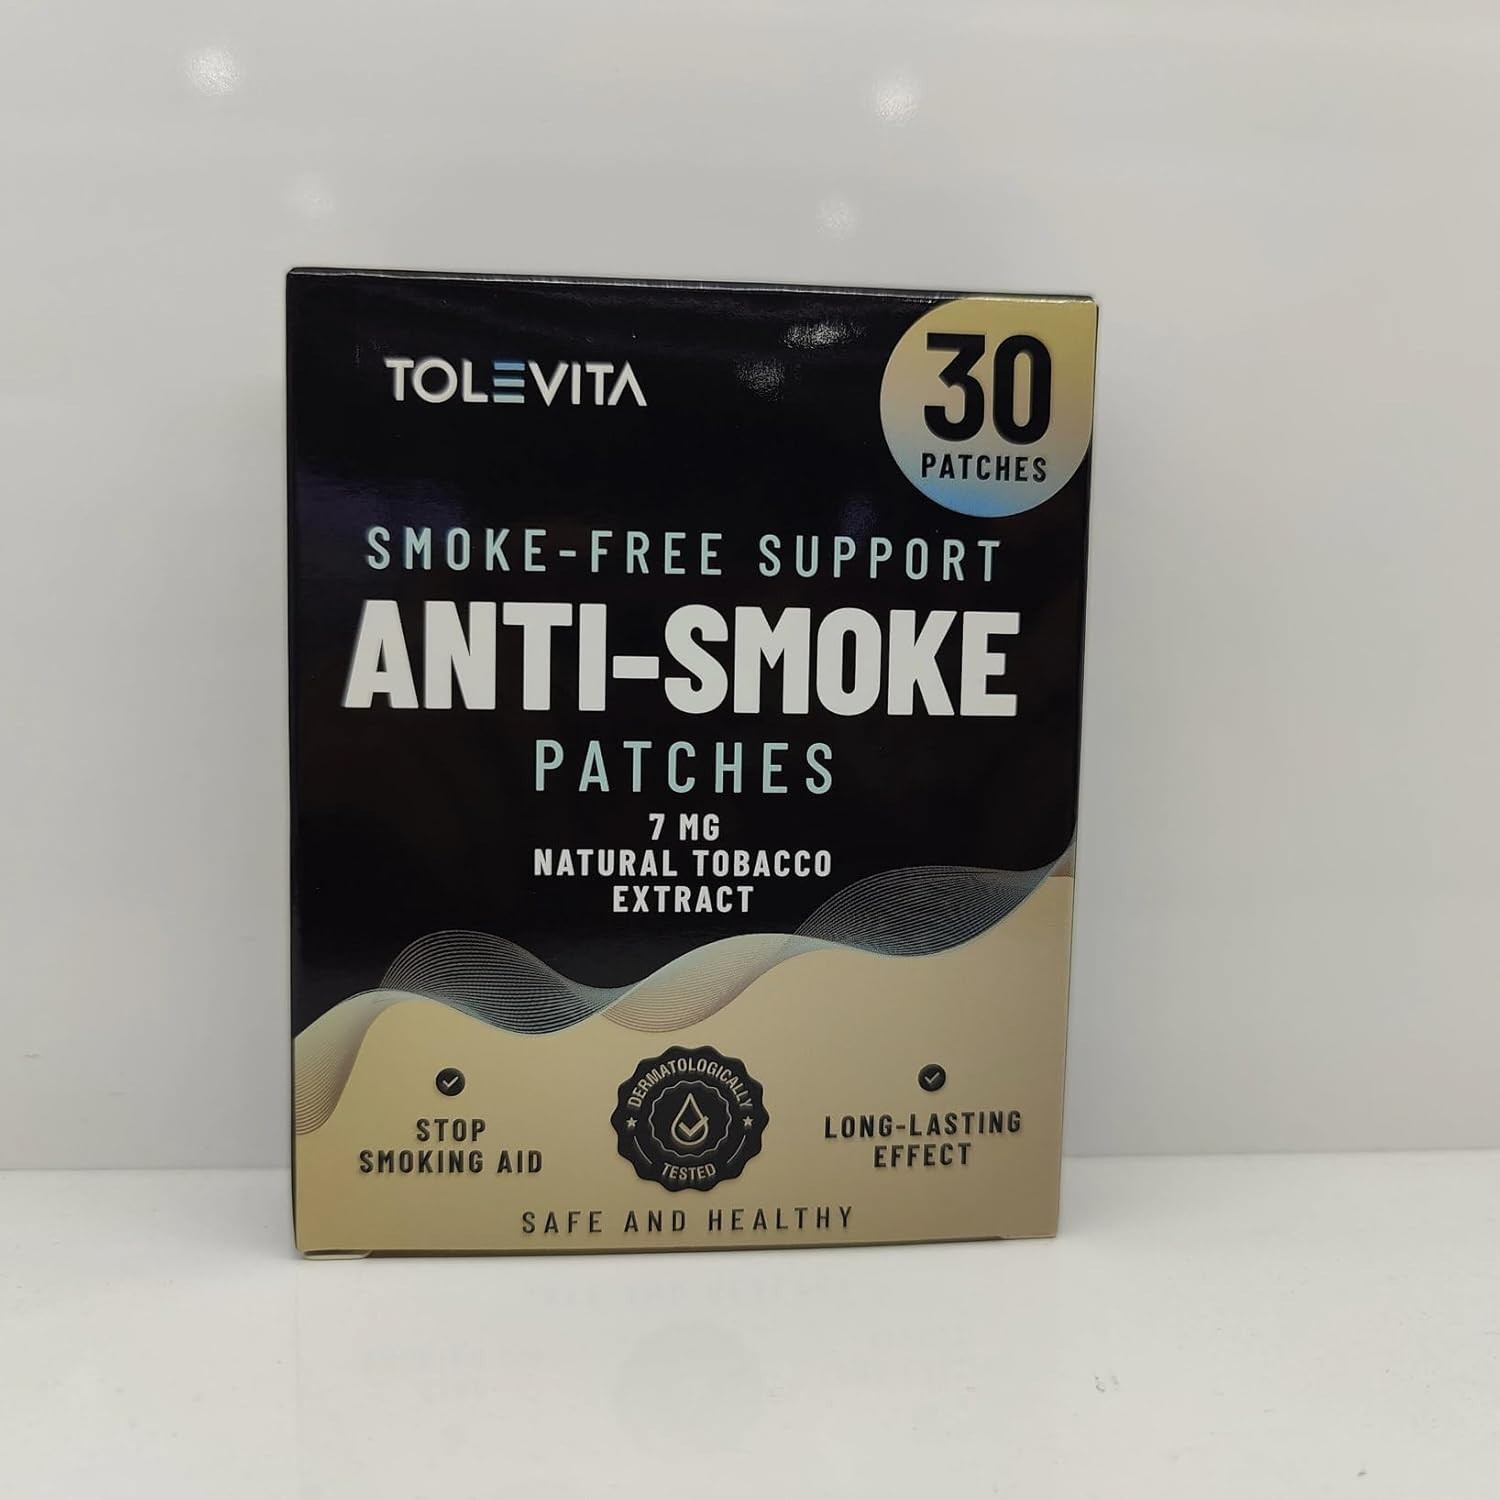 TOLEVITA
30
PATCHES
SMOKE-FREE SUPPORT
ANTI-SMOKE
PATCHES
7 MG
NATURAL TOBACCO
EXTRACT
STOP
SMOKING AID
DERMATOLOGICALLY
TESTED
LONG-LASTING
EFFECT
SAFE AND HEALTHY